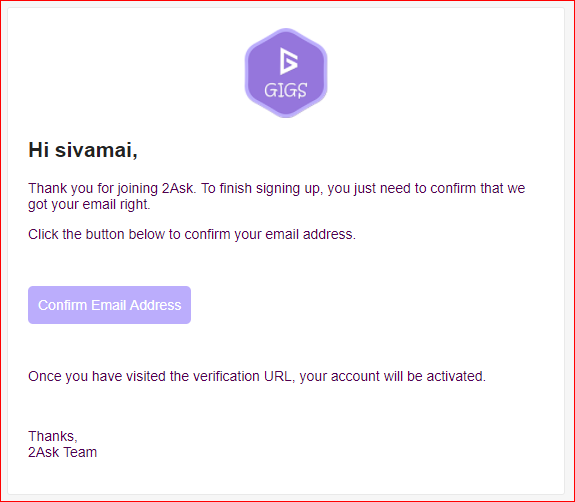 GIGS
Hi sivamai,
Thank you for joining 2Ask. To finish signing up, you just need to confirm that we
got your email right.
Click the button below to confirm your email address.
Confirm Email Address
Once you have visited the verification URL, your account will be activated.
Thanks,
2Ask Team